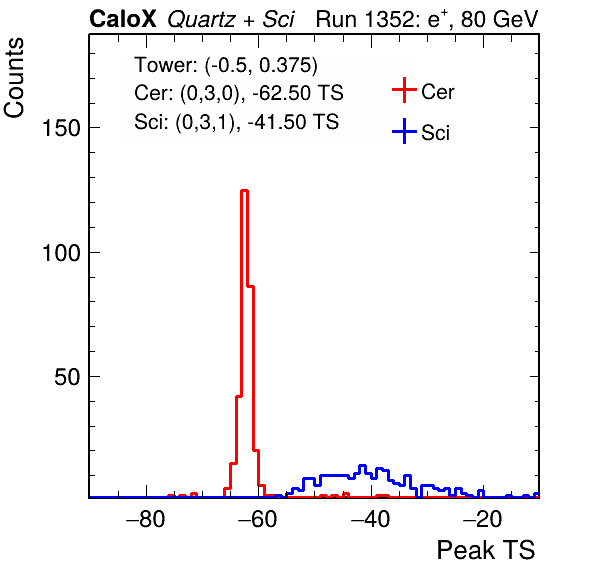 CaloX Quartz + Sci Run 1352: e⁺, 80 GeV
Tower: (-0.5, 0.375)
Cer: (0,3,0), -62.50 TS
Sci: (0,3,1), -41.50 TS
Cer
Sci
Counts
150
100
50
−80 −60 −40 −20
Peak TS